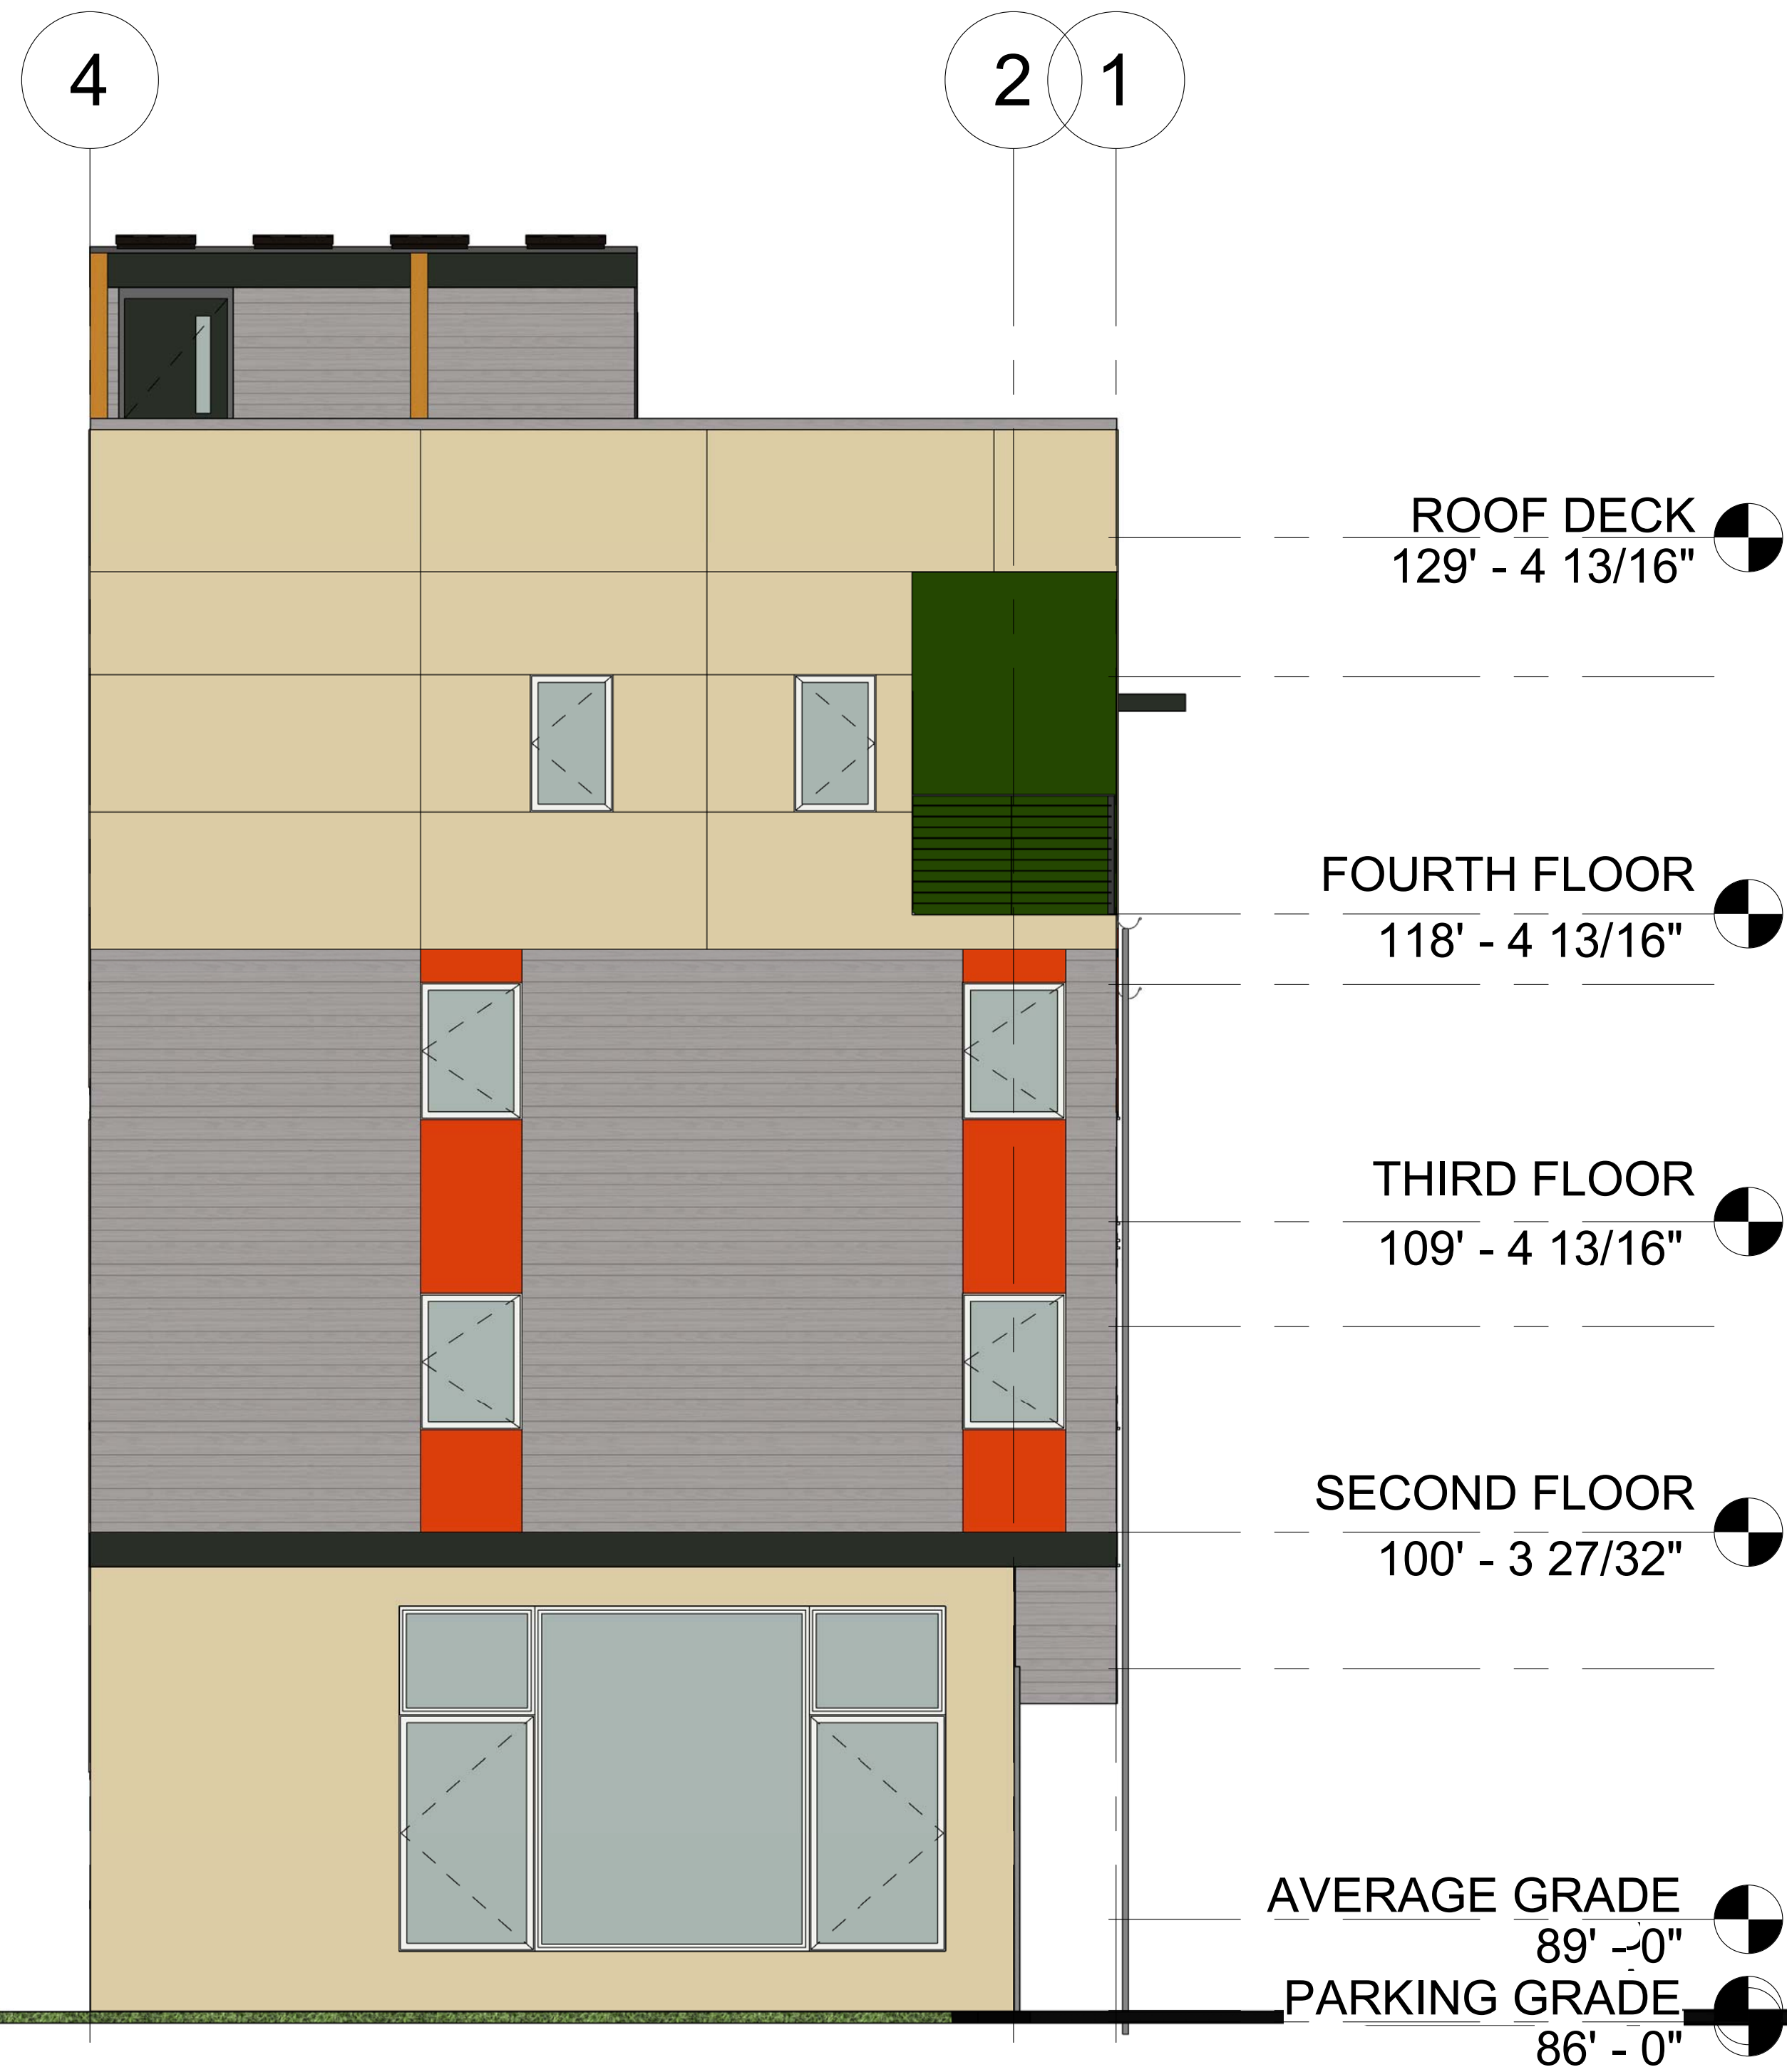 4 2 1
ROOF DECK
129' - 4 13/16"
FOURTH FLOOR
118' - 4 13/16"
THIRD FLOOR
109' - 4 13/16"
SECOND FLOOR
100' - 3 27/32"
AVERAGE GRADE
89' - 0"
PARKING GRADE
86' - 0"